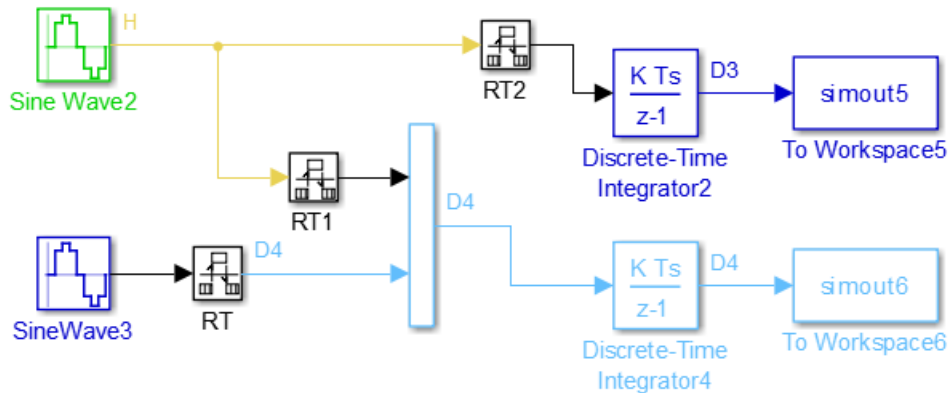 H
Sine Wave2
RT2
K Ts
z-1
D3
simout5
Discrete-Time
Integrator2
To Workspace5
RT1
D4
SineWave3
RT
D4
K Ts
z-1
D4
simout6
Discrete-Time
Integrator4
To Workspace6